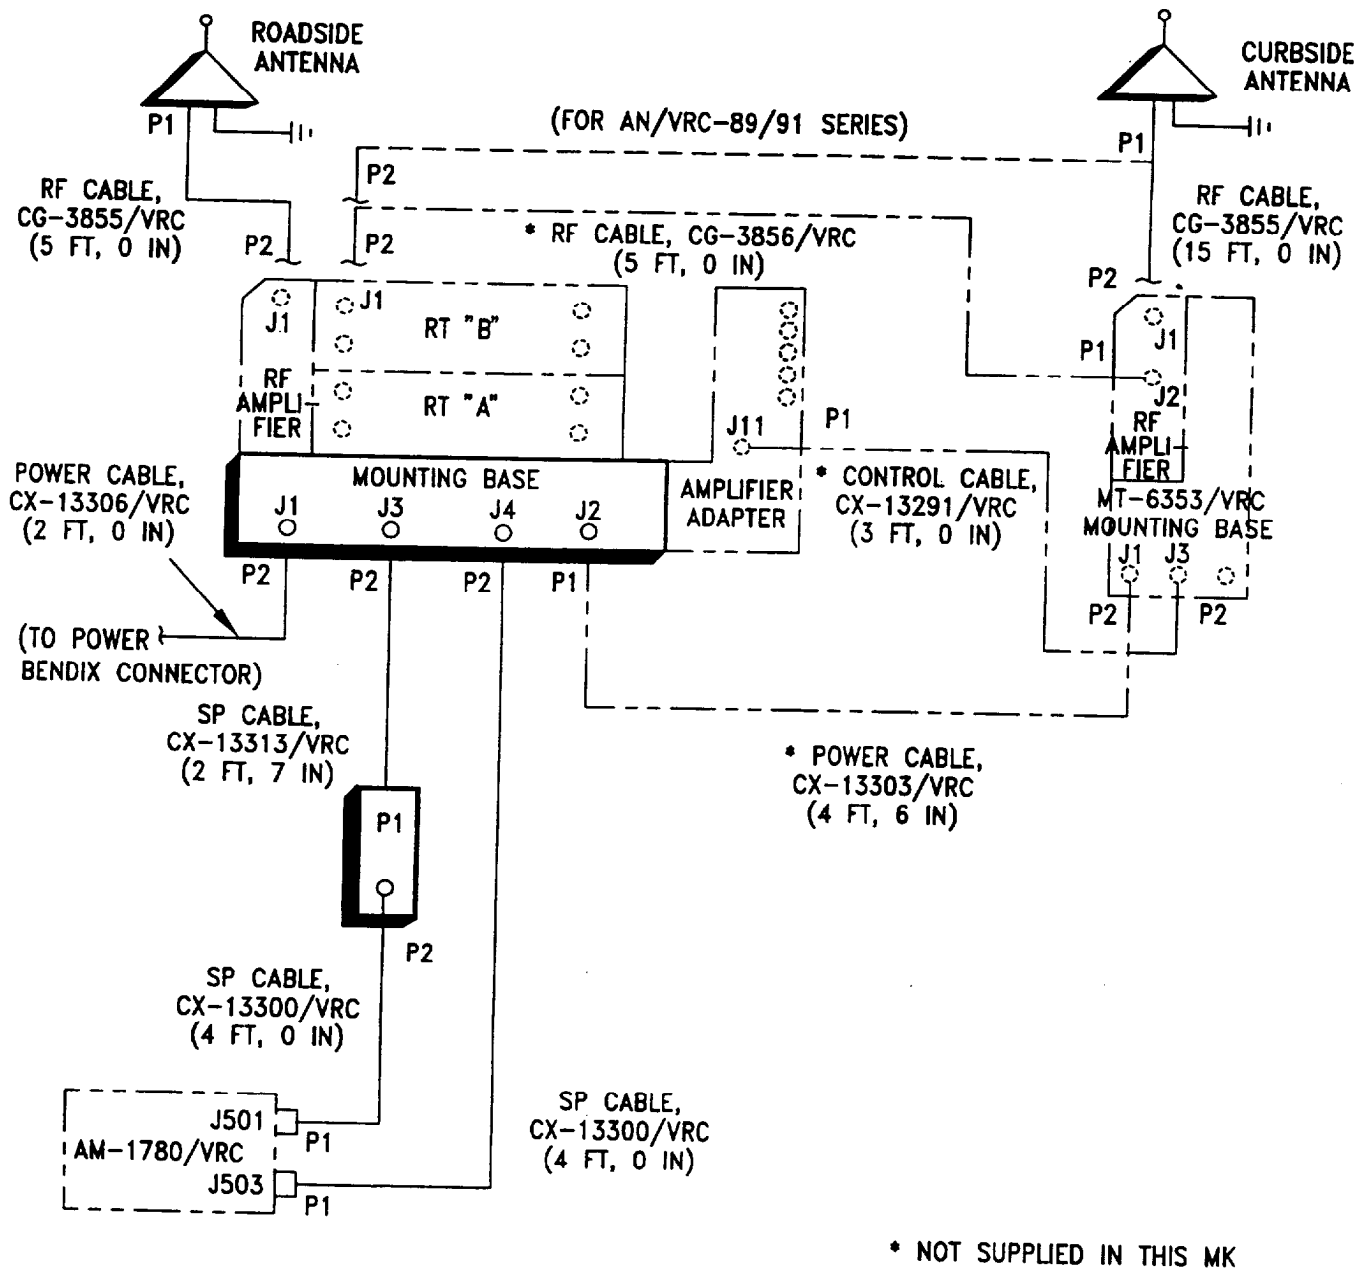 ROADSIDE
ANTENNA
CURBSIDE
ANTENNA
P1
(FOR AN/VRC-89/91 SERIES)
P1
P2
RF CABLE,
CG-3855/VRC
(5 FT, 0 IN)
RF CABLE,
CG-3855/VRC
(15 FT, 0 IN)
P2
P2
* RF CABLE, CG-3856/VRC
(5 FT, 0 IN)
P2
J1
J1
RT "B"
J1
P1
J2
RF
AMPLI-
FIER
RT "A"
J11
P1
RF
AMPLI-
FIER
POWER CABLE,
CX-13306/VRC
(2 FT, 0 IN)
MOUNTING BASE
J1
J3
J4
J2
AMPLIFIER
ADAPTER
* CONTROL CABLE,
CX-13291/VRC
(3 FT, 0 IN)
MT-6353/VRC
MOUNTING BASE
J1
J3
P2
P2
P2
P1
P2
P2
(TO POWER
BENDIX CONNECTOR)
SP CABLE,
CX-13313/VRC
(2 FT, 7 IN)
* POWER CABLE,
CX-13303/VRC
(4 FT, 6 IN)
P1
P2
SP CABLE,
CX-13300/VRC
(4 FT, 0 IN)
J501
P1
AM-1780/VRC
J503
P1
SP CABLE,
CX-13300/VRC
(4 FT, 0 IN)
* NOT SUPPLIED IN THIS MK